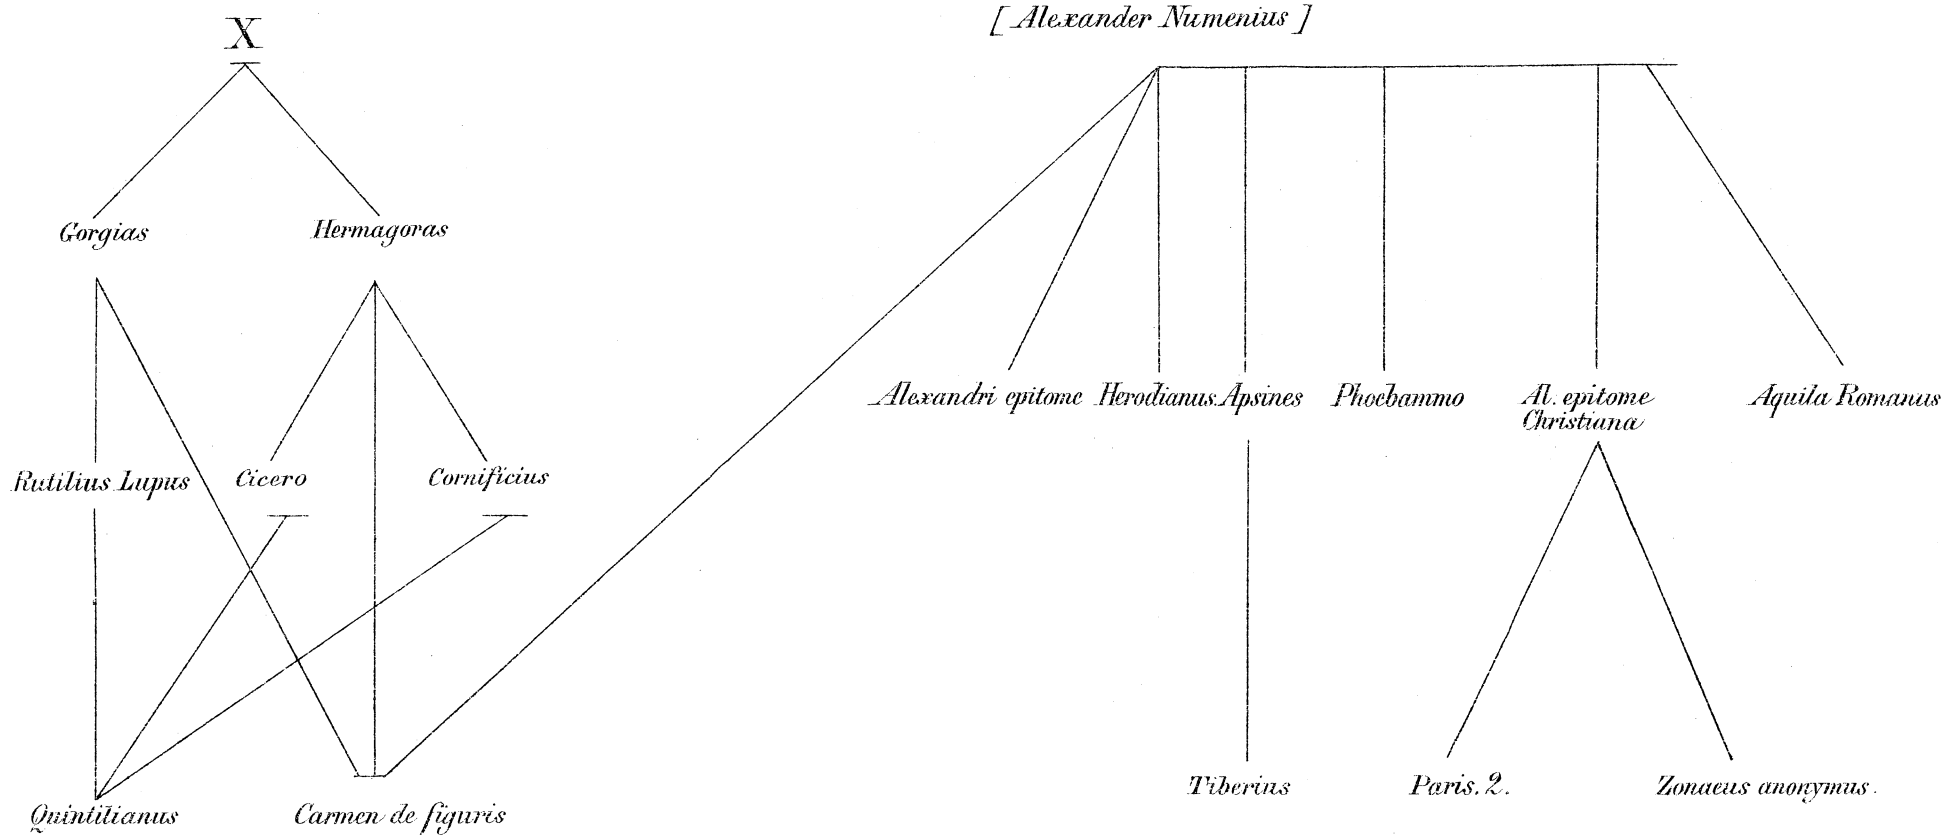 X
[ Alexander Numenius ]
Gorgias
Hermagoras
Alexandri epitome
Herodianus
Apsines
Phoebammo
Al. epitome
Christiana
Aquila Romanus
Rutilius Lupus
Cicero
Cornificius
Tiberius
Paris. 2.
Zonaeus anonymus.
Quintilianus
Carmen de figuris